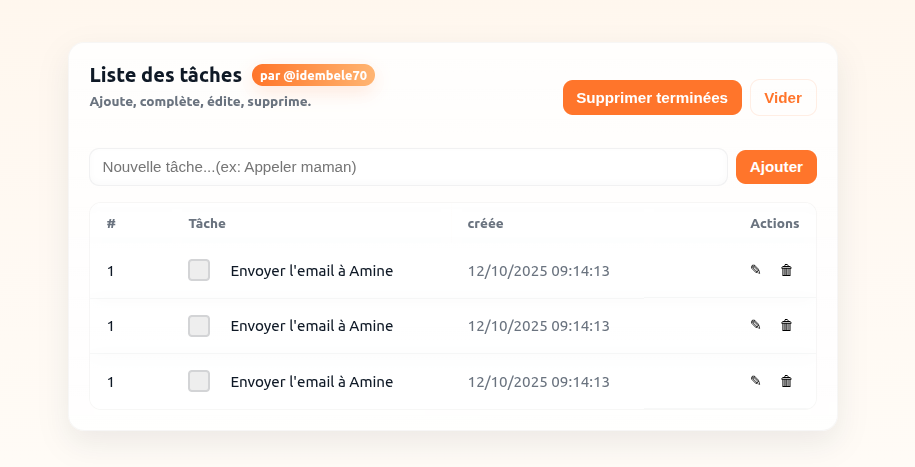 Liste des tâches par @idembele70
Ajoute, complète, édite, supprime.
Supprimer terminées Vider
Nouvelle tâche...(ex: Appeler maman) Ajouter
# Tâche créée Actions
1 Envoyer l'email à Amine 12/10/2025 09:14:13
1 Envoyer l'email à Amine 12/10/2025 09:14:13
1 Envoyer l'email à Amine 12/10/2025 09:14:13